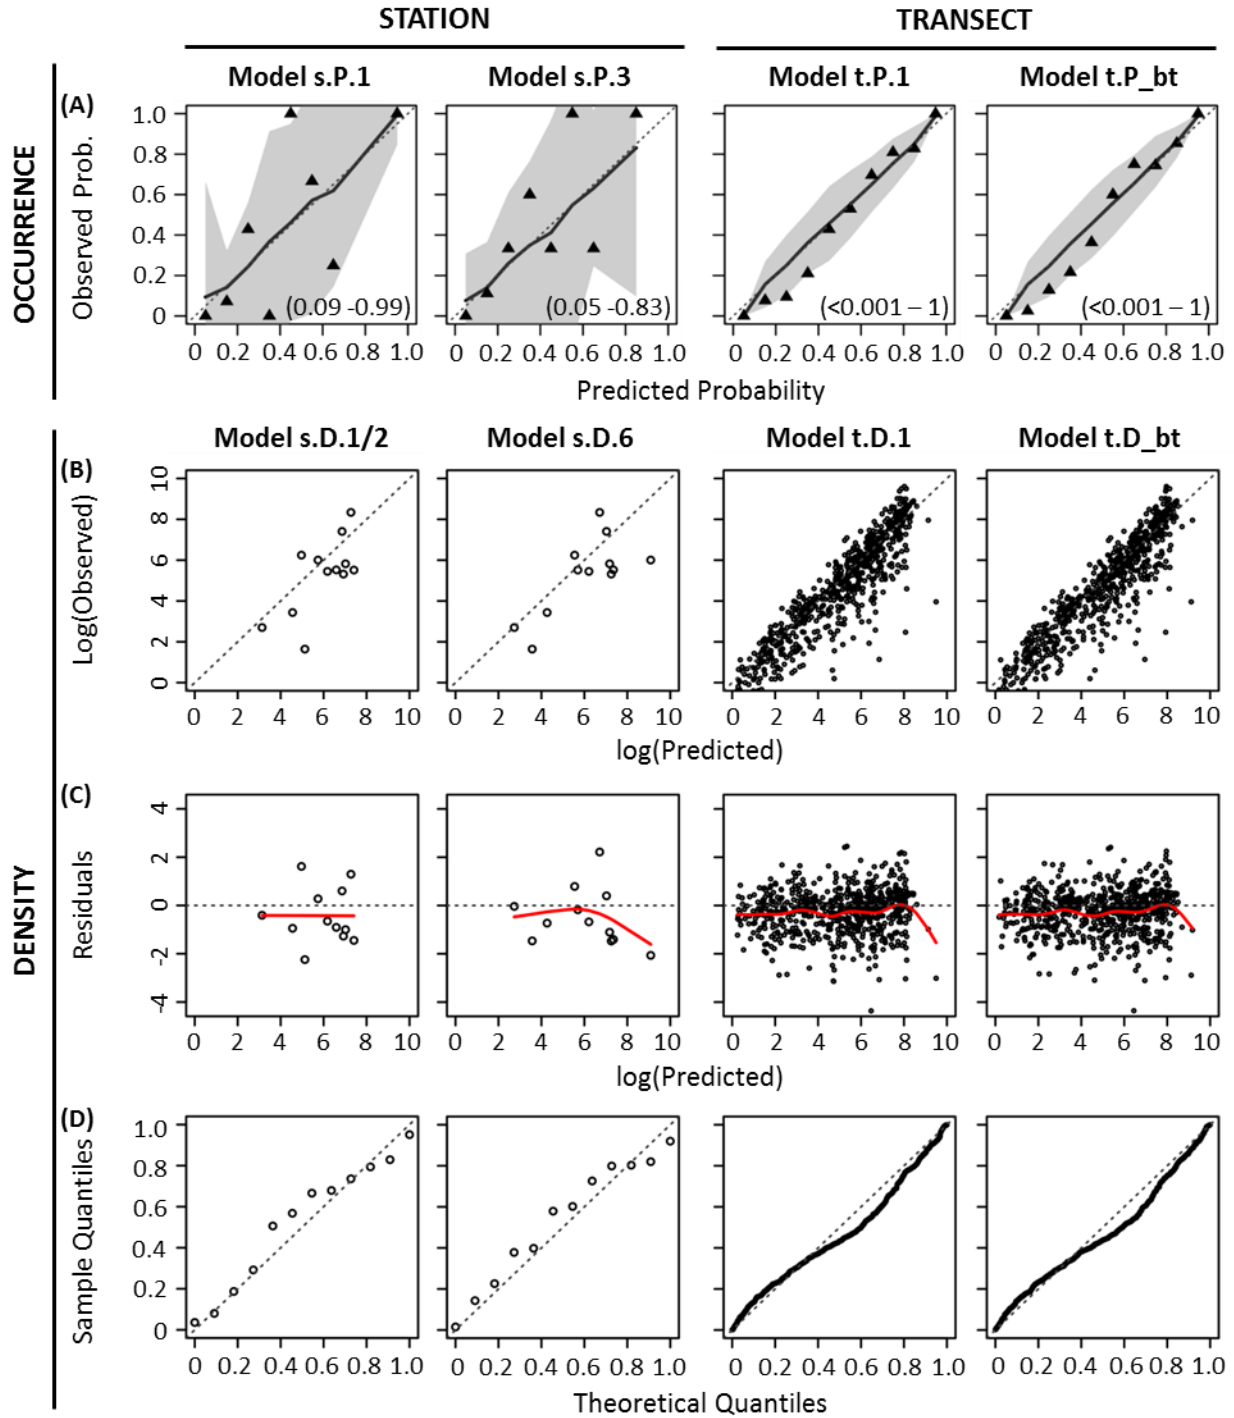 STATION TRANSECT
OCCURRENCE
(A)
Model s.P.1 Model s.P.3 Model t.P.1 Model t.P_bt
Observed Prob.
1.0
0.8
0.6
0.4
0.2
0
(0.09 -0.99) (0.05 -0.83) (<0.001 – 1) (<0.001 – 1)
0 0.2 0.4 0.6 0.8 1.0 0 0.2 0.4 0.6 0.8 1.0 0 0.2 0.4 0.6 0.8 1.0 0 0.2 0.4 0.6 0.8 1.0
Predicted Probability
DENSITY
(B)
Model s.D.1/2 Model s.D.6 Model t.D.1 Model t.D_bt
Log(Observed)
10
8
6
4
2
0
0 2 4 6 8 10 0 2 4 6 8 10 0 2 4 6 8 10 0 2 4 6 8 10
log(Predicted)
(C)
Residuals
4
2
0
-2
-4
0 2 4 6 8 10 0 2 4 6 8 10 0 2 4 6 8 10 0 2 4 6 8 10
log(Predicted)
(D)
Sample Quantiles
1.0
0.8
0.6
0.4
0.2
0
0 0.2 0.4 0.6 0.8 1.0 0 0.2 0.4 0.6 0.8 1.0 0 0.2 0.4 0.6 0.8 1.0 0 0.2 0.4 0.6 0.8 1.0
Theoretical Quantiles